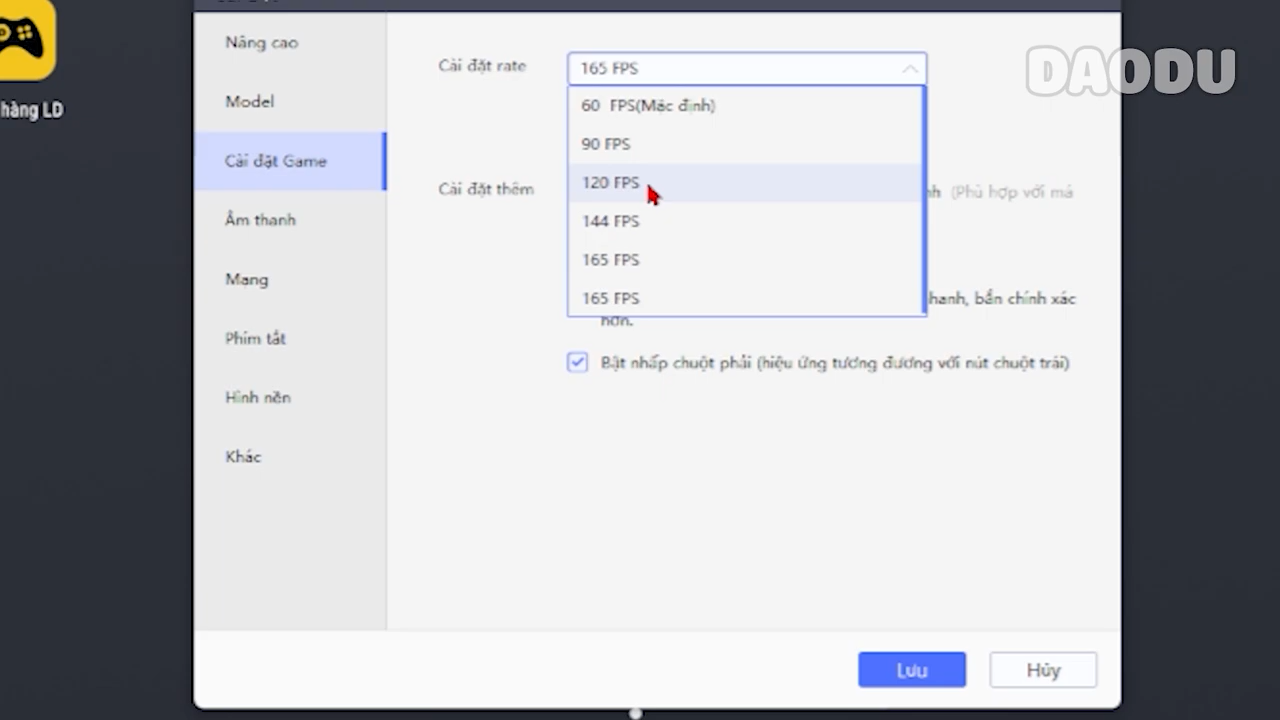 DAODU
hàng LD
Nâng cao
Model
Cài đặt Game
Âm thanh
Mạng
Phím tắt
Hình nền
Khác
Cài đặt rate
165 FPS
60 FPS(Mặc định)
90 FPS
120 FPS
144 FPS
165 FPS
165 FPS
Cài đặt thêm
nh (Phù hợp với má
hanh, bắn chính xác
hơn.
Bật nhấp chuột phải (hiệu ứng tương đương với nút chuột trái)
Lưu
Hủy